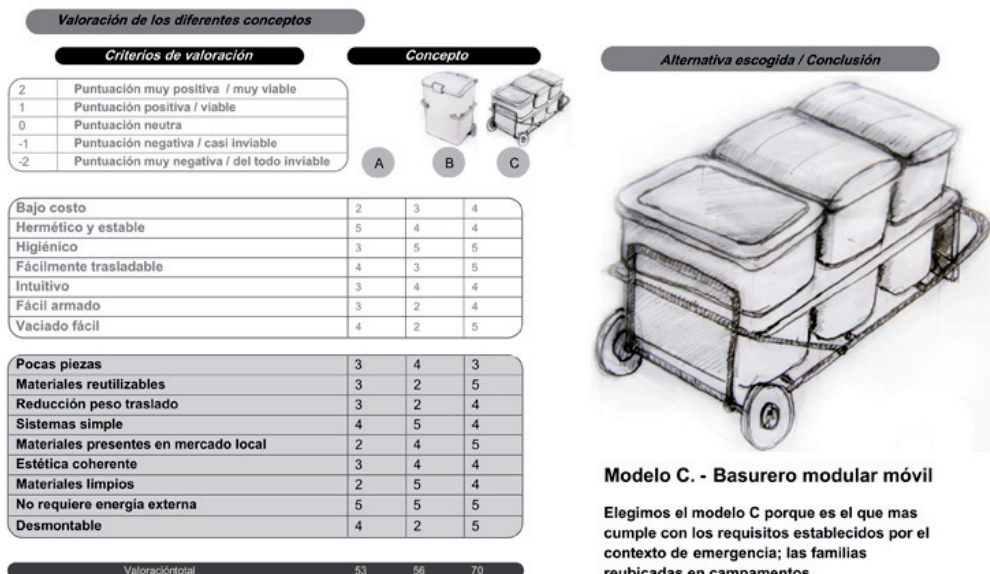 Valoración de los diferentes conceptos
Criterios de valoración
Concepto
2 Puntuación muy positiva / muy viable
1 Puntuación positiva / viable
0 Puntuación neutra
-1 Puntuación negativa / casi inviable
-2 Puntuación muy negativa / del todo inviable
A B C
Bajo costo 2 3 4
Hermético y estable 5 4 4
Higiénico 3 5 5
Fácilmente trasladable 4 3 5
Intuitivo 3 4 4
Fácil armado 3 2 4
Vaciado fácil 4 2 5
Pocas piezas 3 4 3
Materiales reutilizables 3 2 5
Reducción peso traslado 3 2 4
Sistemas simple 4 5 4
Materiales presentes en mercado local 2 4 5
Estética coherente 3 4 4
Materiales limpios 2 5 4
No requiere energía externa 5 5 5
Desmontable 4 2 5
Valoracióntotal 53 56 70
Alternativa escogida / Conclusión
Modelo C. - Basurero modular móvil
Elegimos el modelo C porque es el que mas
cumple con los requisitos establecidos por el
contexto de emergencia; las familias
reubicadas en campamentos